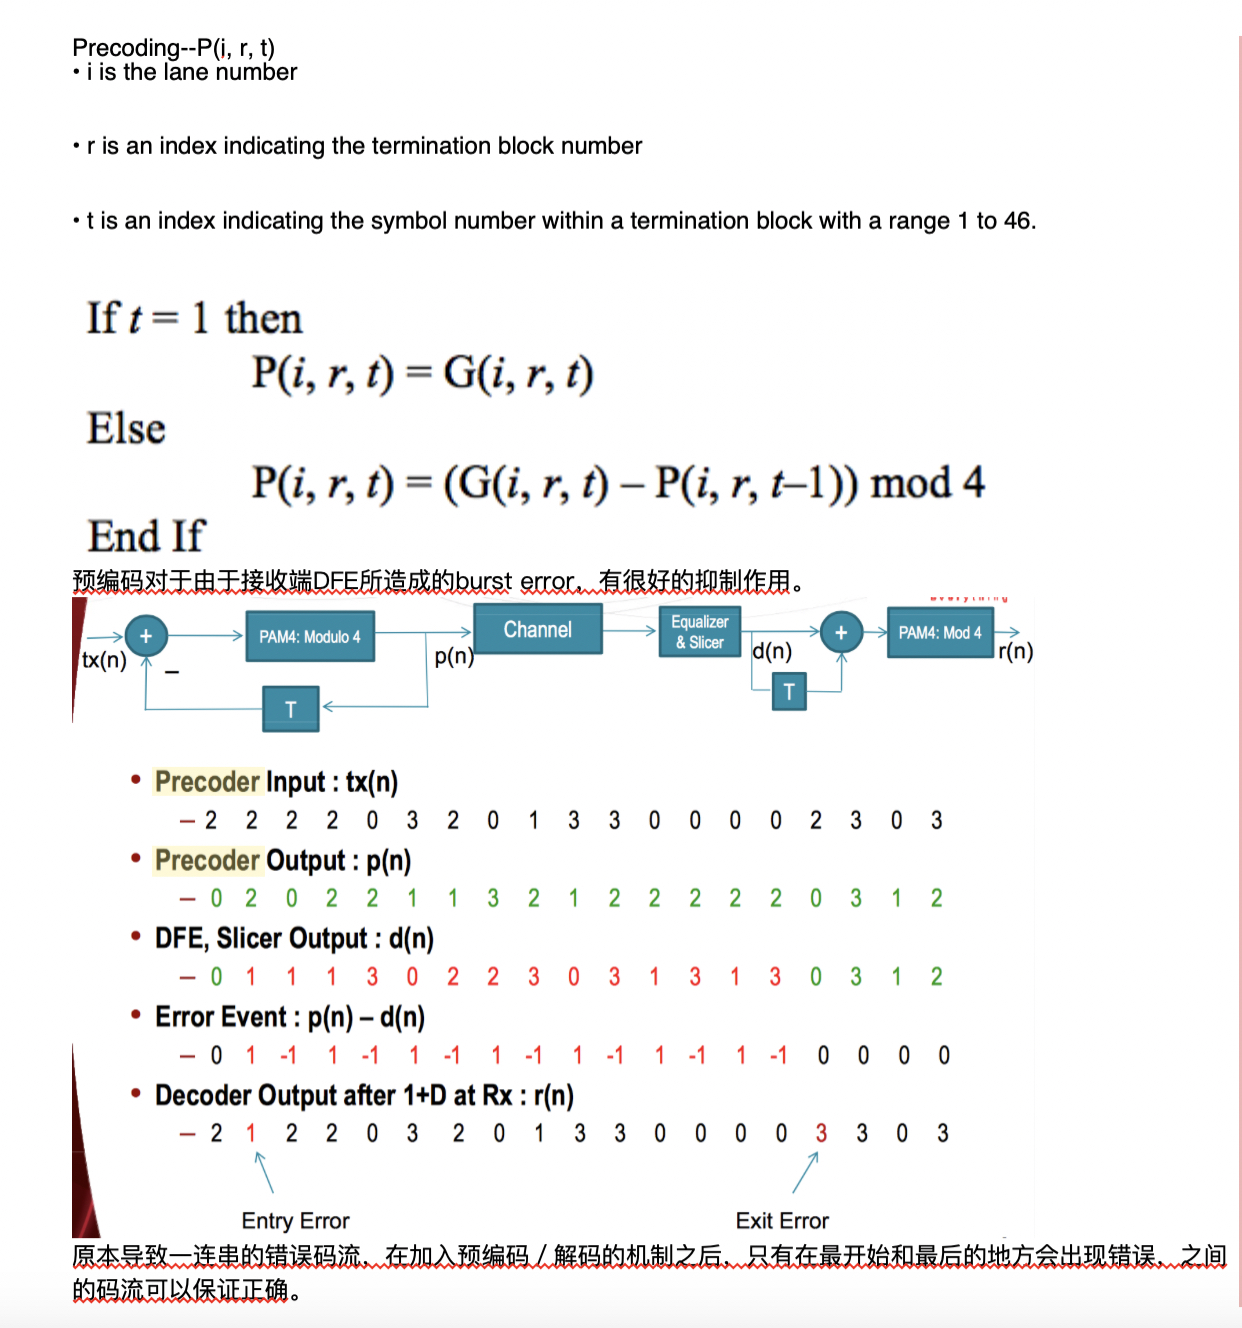 Precoding--P(i, r, t)
• i is the lane number
• r is an index indicating the termination block number
• t is an index indicating the symbol number within a termination block with a range 1 to 46.
If t = 1 then
P(i, r, t) = G(i, r, t)
Else
P(i, r, t) = (G(i, r, t) – P(i, r, t–1)) mod 4
End If
预编码对于由于接收端DFE所造成的burst error，有很好的抑制作用。
tx(n)
+
–
PAM4: Modulo 4
T
p(n)
Channel
Equalizer
& Slicer
d(n)
T
+
PAM4: Mod 4
r(n)
• Precoder Input : tx(n)
– 2 2 2 2 0 3 2 0 1 3 3 0 0 0 0 2 3 0 3
• Precoder Output : p(n)
– 0 2 0 2 2 1 1 3 2 1 2 2 2 2 2 0 3 1 2
• DFE, Slicer Output : d(n)
– 0 1 1 1 3 0 2 2 3 0 3 1 3 1 3 0 3 1 2
• Error Event : p(n) – d(n)
– 0 1 -1 1 -1 1 -1 1 -1 1 -1 1 -1 1 -1 0 0 0 0
• Decoder Output after 1+D at Rx : r(n)
– 2 1 2 2 0 3 2 0 1 3 3 0 0 0 0 3 3 0 3
Entry Error
Exit Error
原本导致一连串的错误码流，在加入预编码／解码的机制之后，只有在最开始和最后的地方会出现错误，之间
的码流可以保证正确。